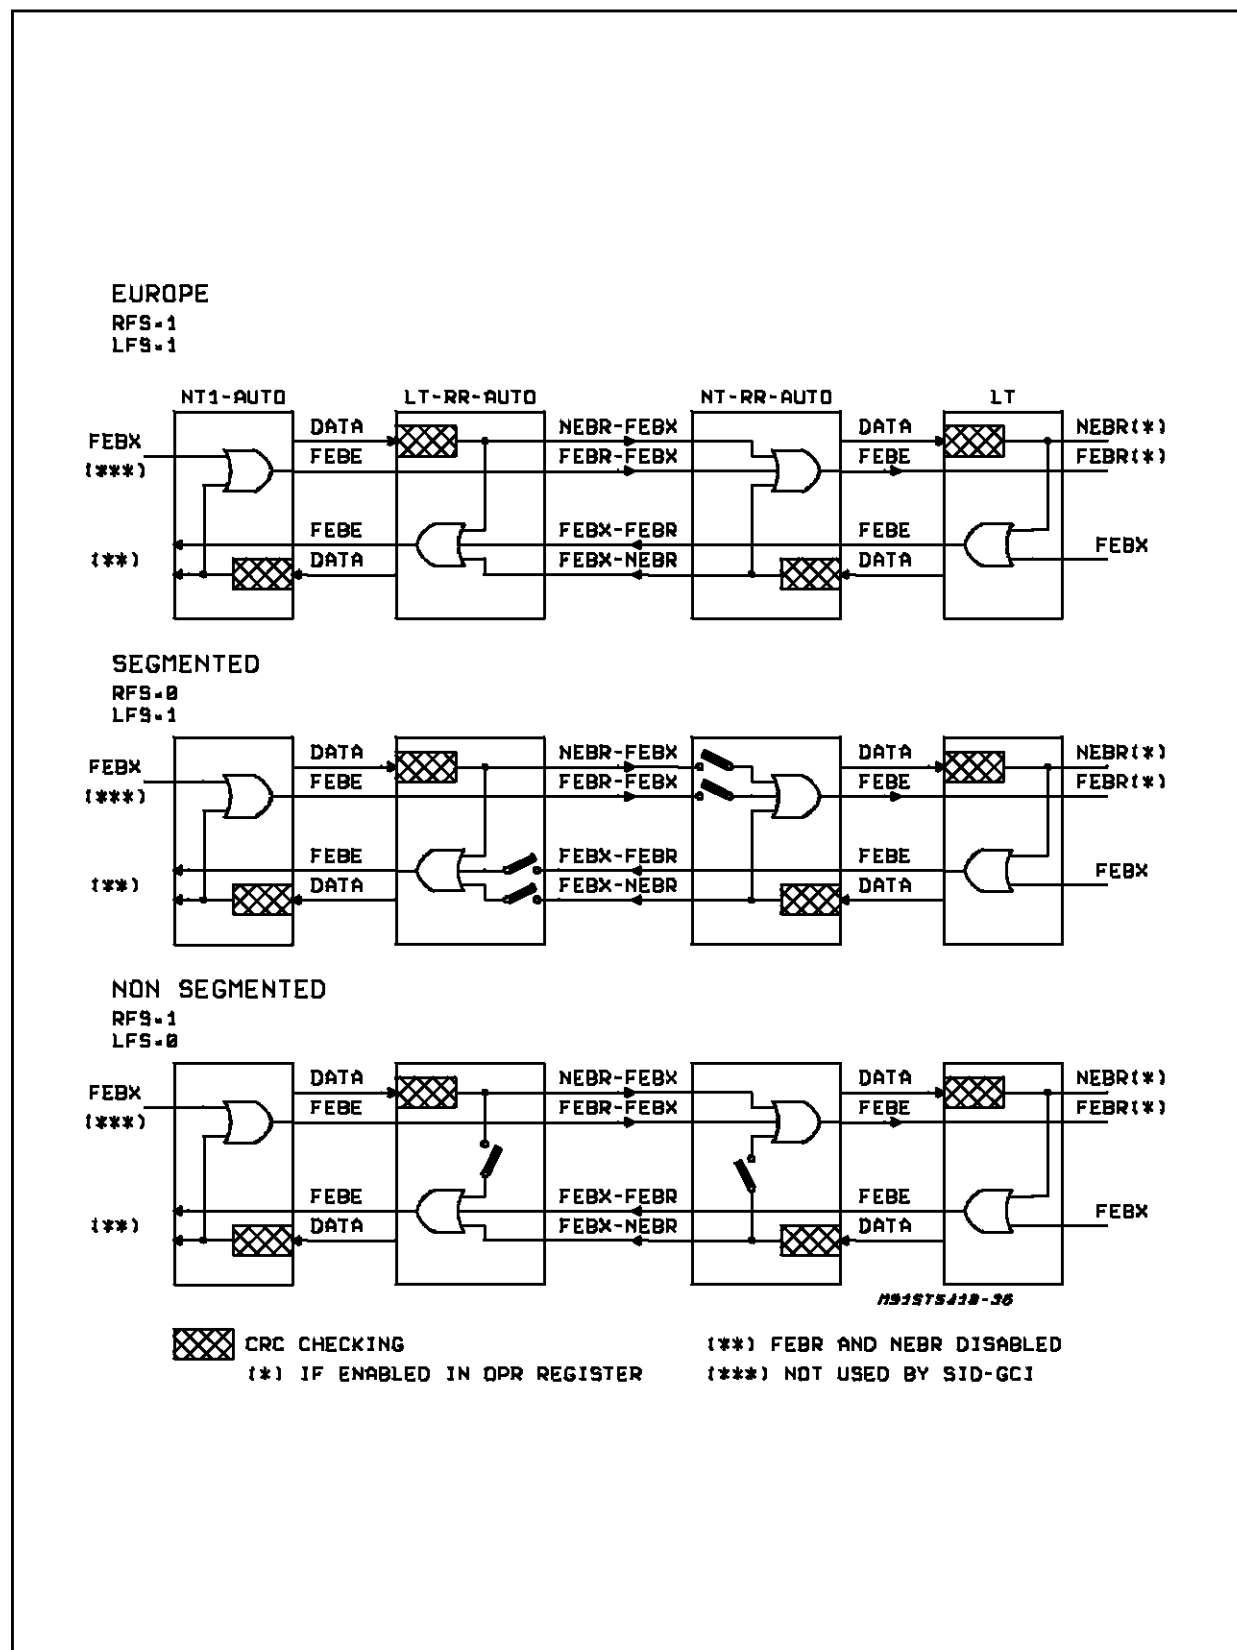 EUROPE
RFS=1
LFS=1
NT1-AUTO LT-RR-AUTO NT-RR-AUTO LT
DATA NEBR-FEBX DATA NEBR(*)
FEBX FEBE FEBR-FEBX FEBE FEBR(*)
(***)
FEBE FEBX-FEBR FEBE
(**) DATA FEBX-NEBR DATA FEBX
SEGMENTED
RFS=0
LFS=1
DATA NEBR-FEBX DATA NEBR(*)
FEBX FEBE FEBR-FEBX FEBE FEBR(*)
(***)
FEBE FEBX-FEBR FEBE
(**) DATA FEBX-NEBR DATA FEBX
NON SEGMENTED
RFS=1
LFS=0
DATA NEBR-FEBX DATA NEBR(*)
FEBX FEBE FEBR-FEBX FEBE FEBR(*)
(***)
FEBE FEBX-FEBR FEBE
(**) DATA FEBX-NEBR DATA FEBX
M91ST5410-36
CRC CHECKING (**) FEBR AND NEBR DISABLED
(*) IF ENABLED IN OPR REGISTER (***) NOT USED BY SID-GCI